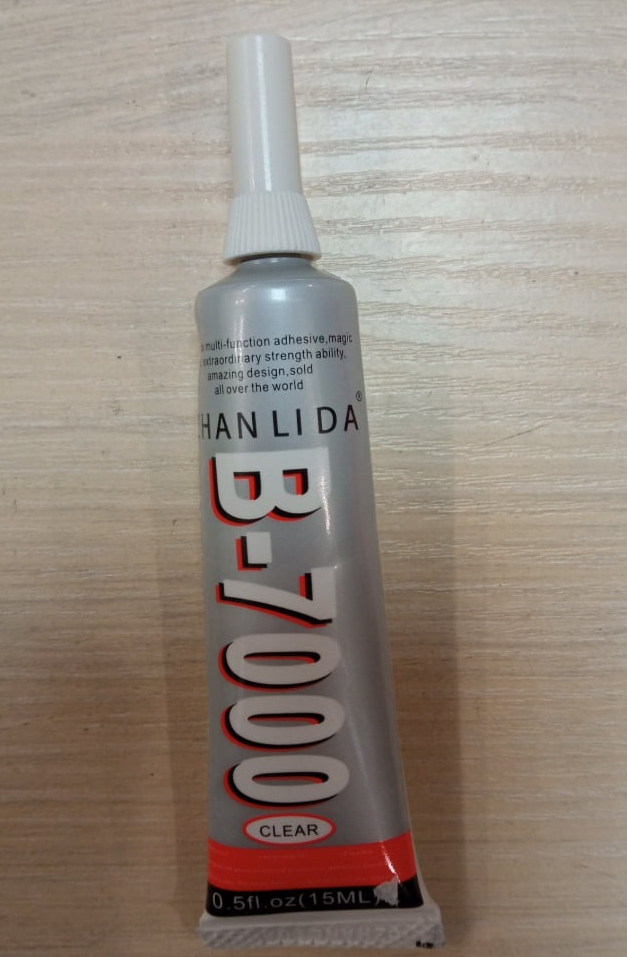 multi-function adhesive,magic
extraordinary strength ability,
amazing design,sold
all over the world
HANLIDA®
B-7000
CLEAR
0.5fl.oz(15ML)